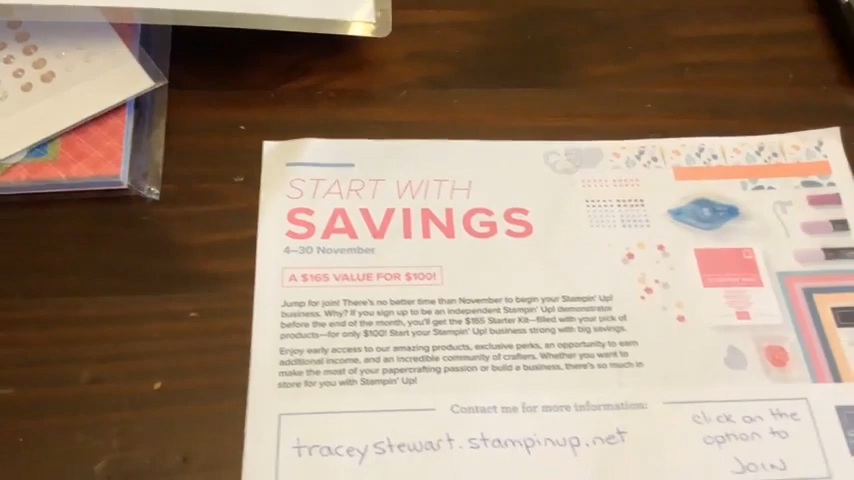 START WITH
SAVINGS
4–30 November
A $165 VALUE FOR $100!
Jump for join! There's no better time than November to begin your Stampin' Up!
business. Why? If you sign up to be an independent Stampin' Up! demonstrator
before the end of the month, you'll get the $165 Starter Kit—filled with your pick of
products—for only $100! Start your Stampin' Up! business strong with big savings.
Enjoy early access to our amazing products, exclusive perks, an opportunity to earn
additional income, and an incredible community of crafters. Whether you want to
make the most of your papercrafting passion or build a business, there's so much in
store for you with Stampin' Up!
Contact me for more information:
traceystewart.stampinup.net
click on the
option to
JOIN